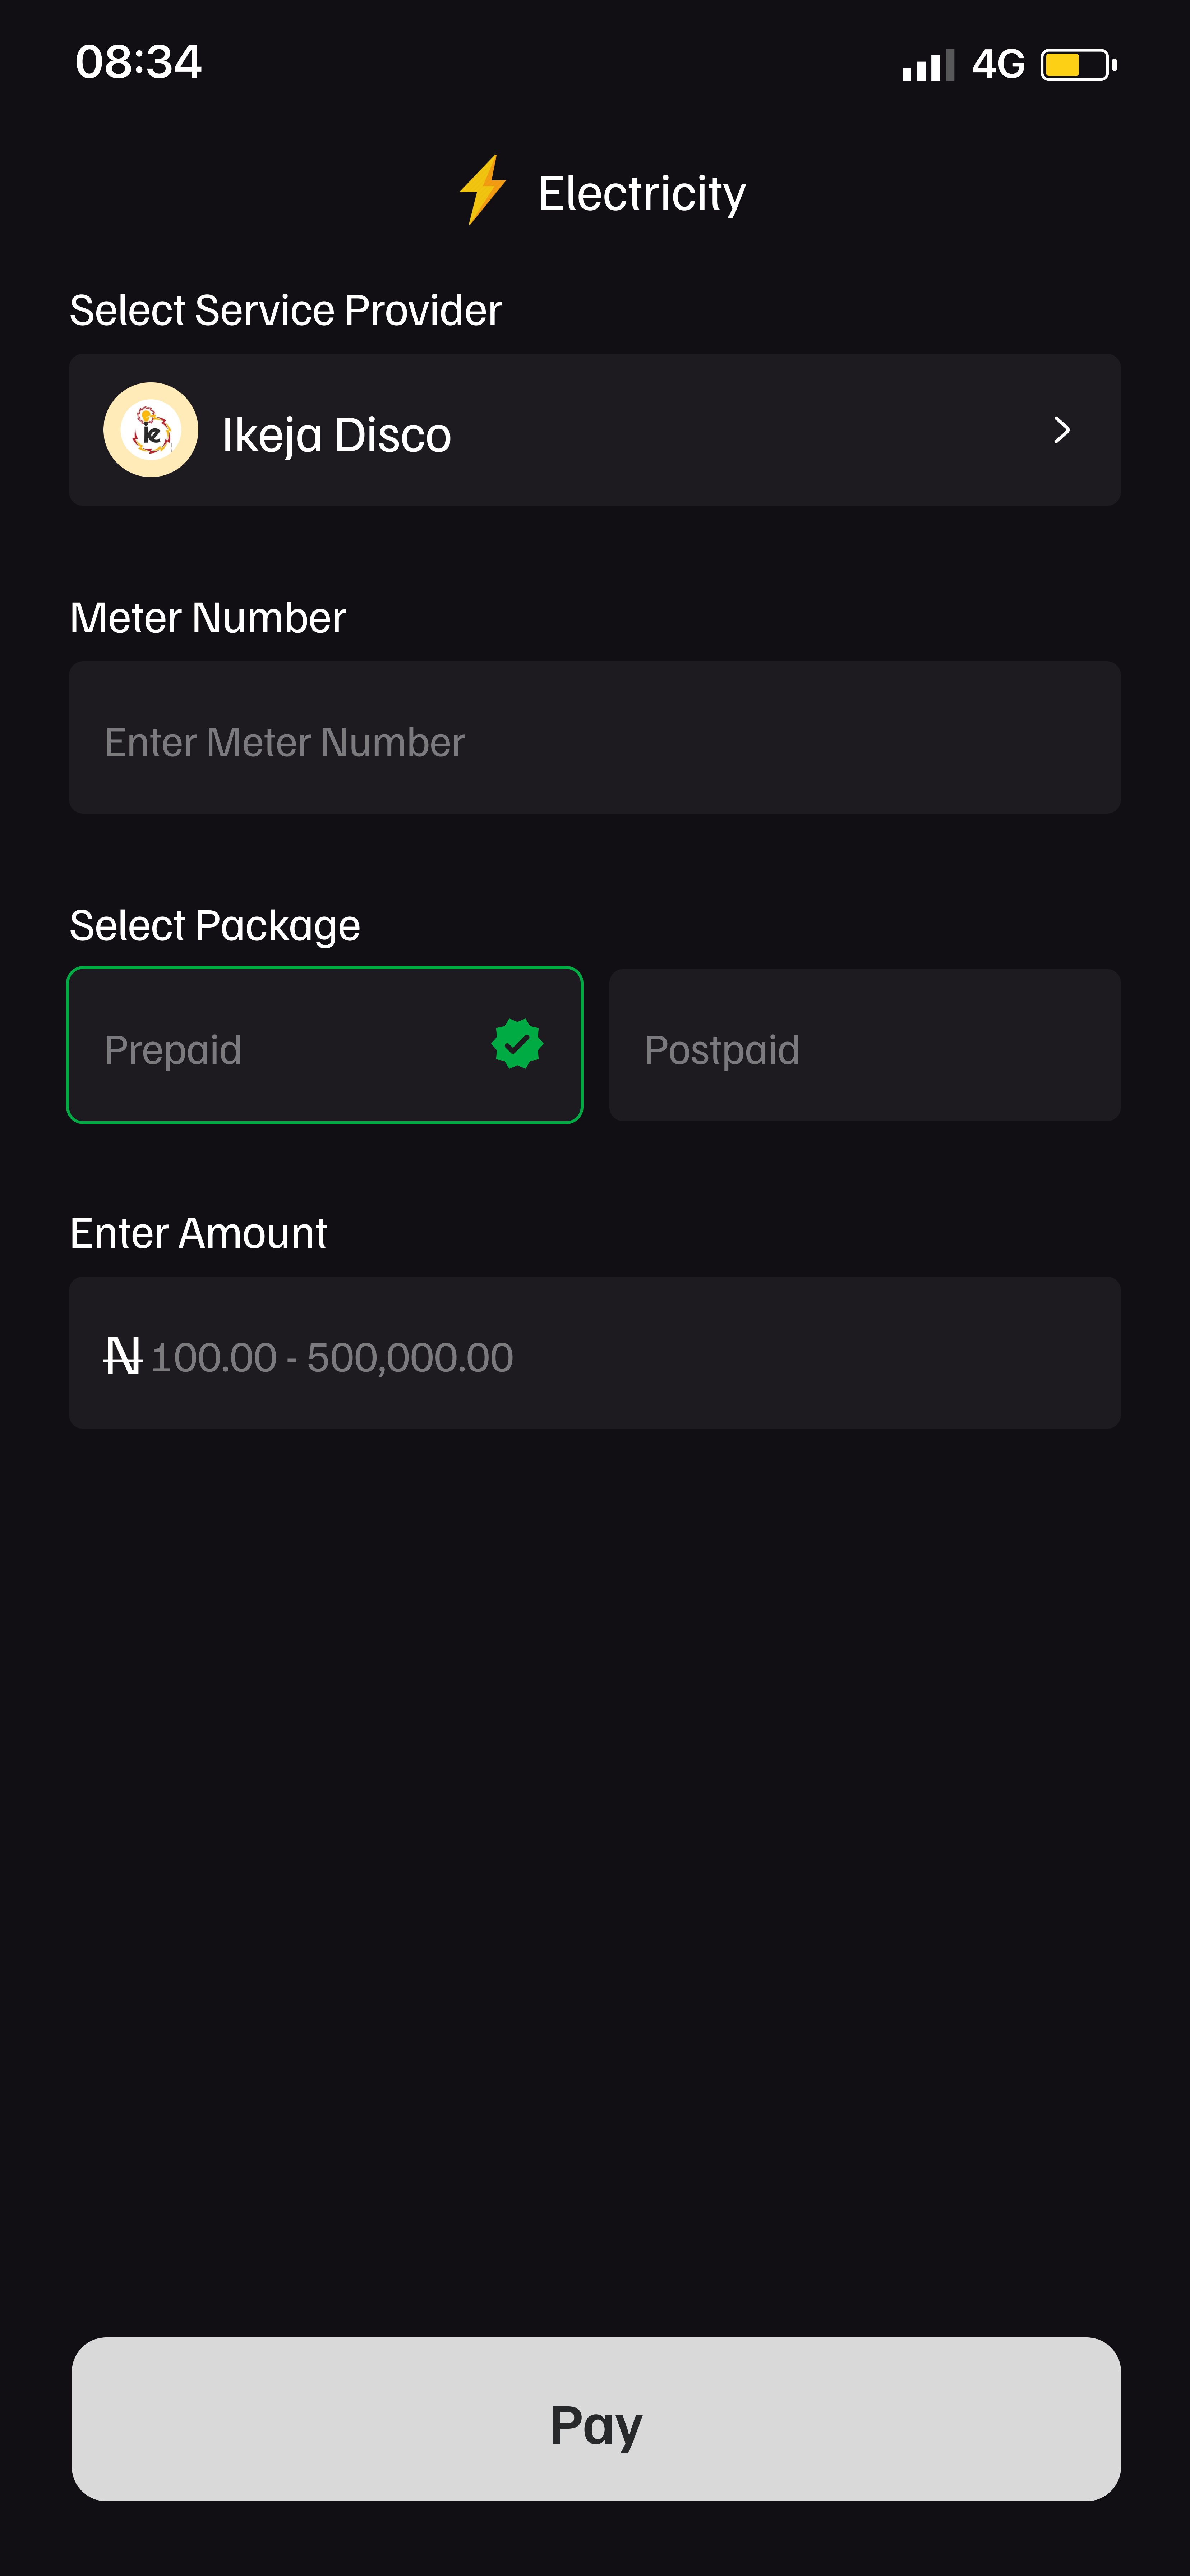 08:34 4G
Electricity
Select Service Provider
ie Ikeja Disco
Meter Number
Enter Meter Number
Select Package
Prepaid Postpaid
Enter Amount
₦ 100.00 - 500,000.00
Pay